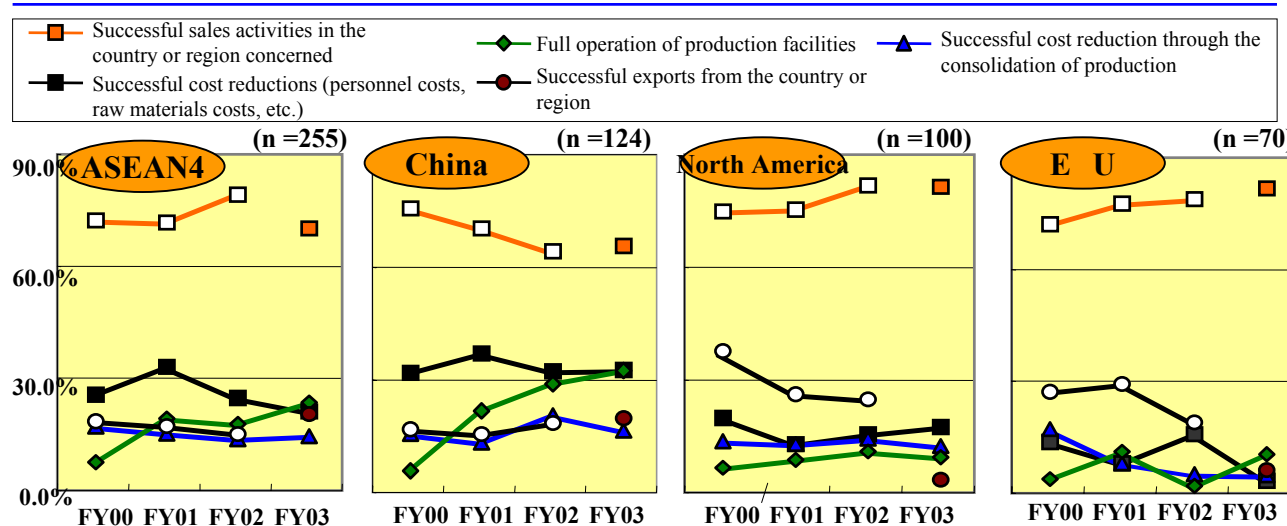 Successful sales activities in the
country or region concerned
Full operation of production facilities
Successful cost reduction through the
consolidation of production
Successful cost reductions (personnel costs,
raw materials costs, etc.)
Successful exports from the country or
region
(n =255)
(n =124)
(n =100)
(n =70)
90.0%
ASEAN4
China
North America
E U
60.0%
30.0%
0.0%
FY00 FY01 FY02 FY03
FY00 FY01 FY02 FY03
FY00 FY01 FY02 FY03
FY00 FY01 FY02 FY03